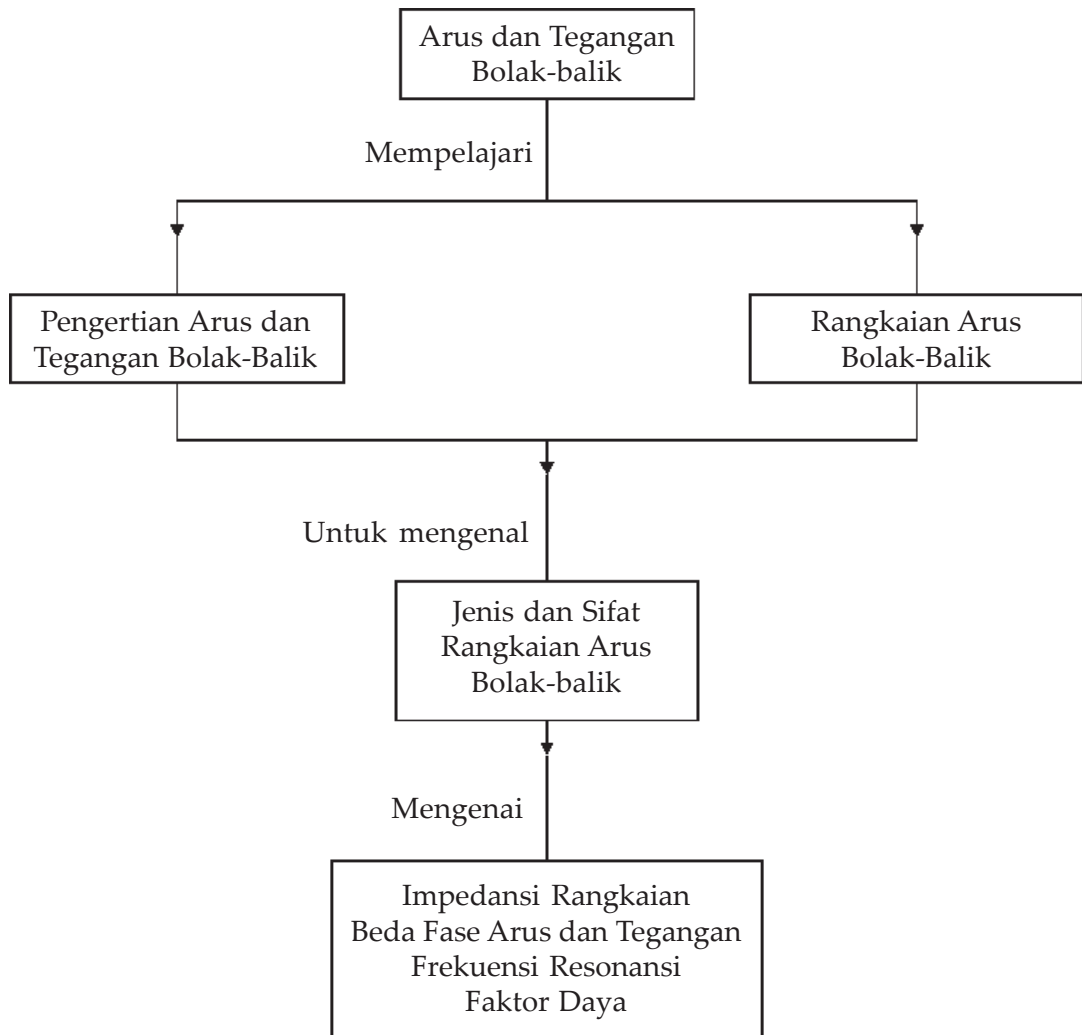 Arus dan Tegangan
Bolak-balik
Mempelajari
Pengertian Arus dan
Tegangan Bolak-Balik
Rangkaian Arus
Bolak-Balik
Untuk mengenal
Jenis dan Sifat
Rangkaian Arus
Bolak-balik
Mengenai
Impedansi Rangkaian
Beda Fase Arus dan Tegangan
Frekuensi Resonansi
Faktor Daya